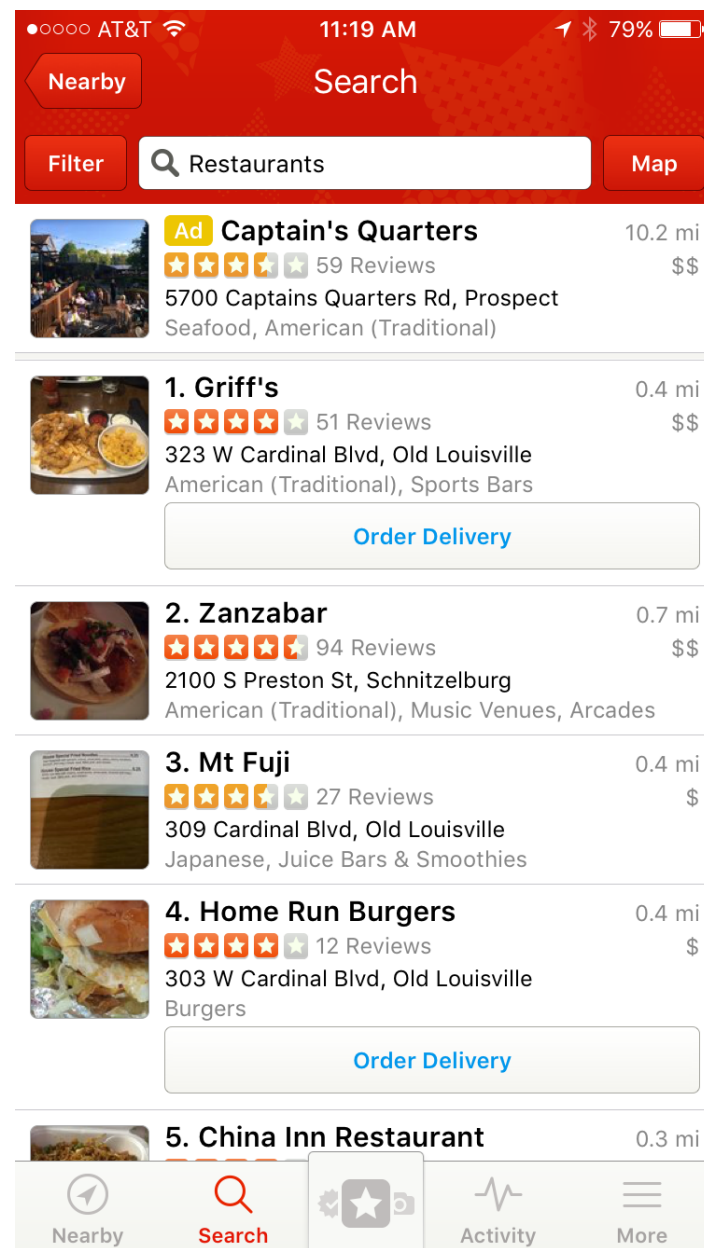 AT&T 11:19 AM 79%
Nearby Search
Filter Restaurants Map
Ad Captain's Quarters 10.2 mi
59 Reviews $$
5700 Captains Quarters Rd, Prospect
Seafood, American (Traditional)
1. Griff's 0.4 mi
51 Reviews $$
323 W Cardinal Blvd, Old Louisville
American (Traditional), Sports Bars
Order Delivery
2. Zanzabar 0.7 mi
94 Reviews $$
2100 S Preston St, Schnitzelburg
American (Traditional), Music Venues, Arcades
3. Mt Fuji 0.4 mi
27 Reviews $
309 Cardinal Blvd, Old Louisville
Japanese, Juice Bars & Smoothies
4. Home Run Burgers 0.4 mi
12 Reviews $
303 W Cardinal Blvd, Old Louisville
Burgers
Order Delivery
5. China Inn Restaurant 0.3 mi
Nearby Search Activity More